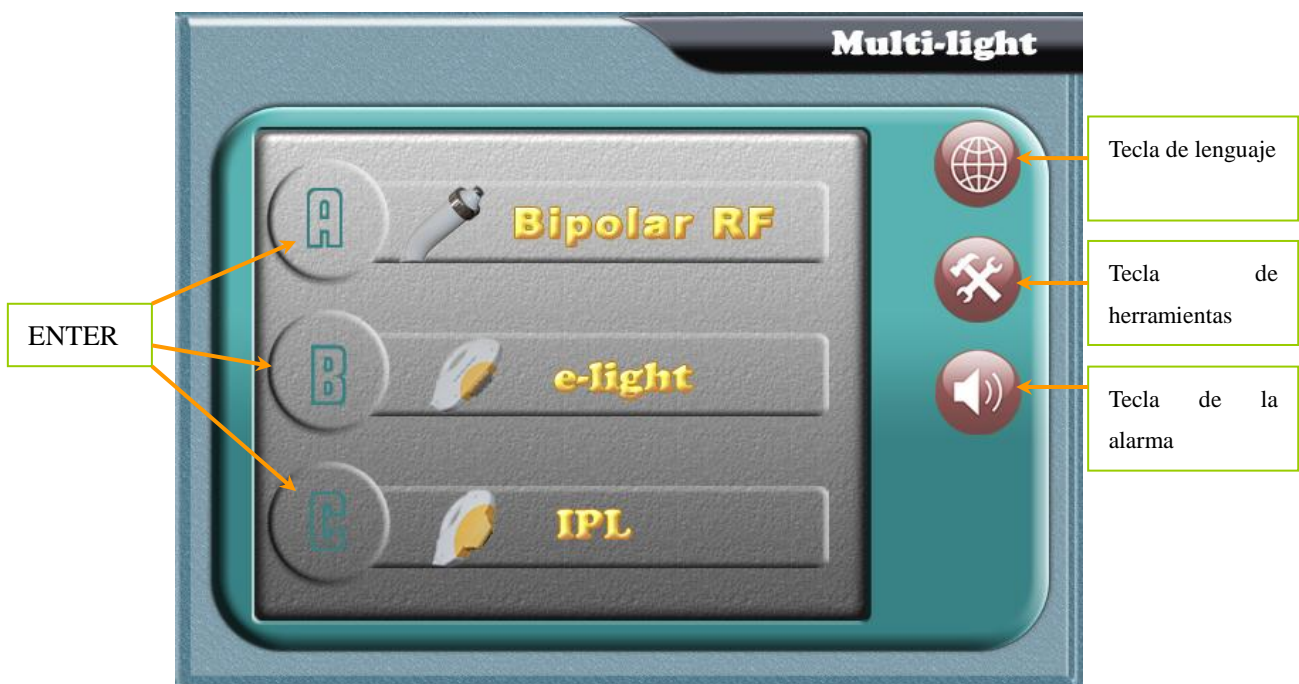 Multi-light
Tecla de lenguaje
A
Bipolar RF
Tecla de
herramientas
ENTER
B
e-light
Tecla de la
alarma
C
IPL